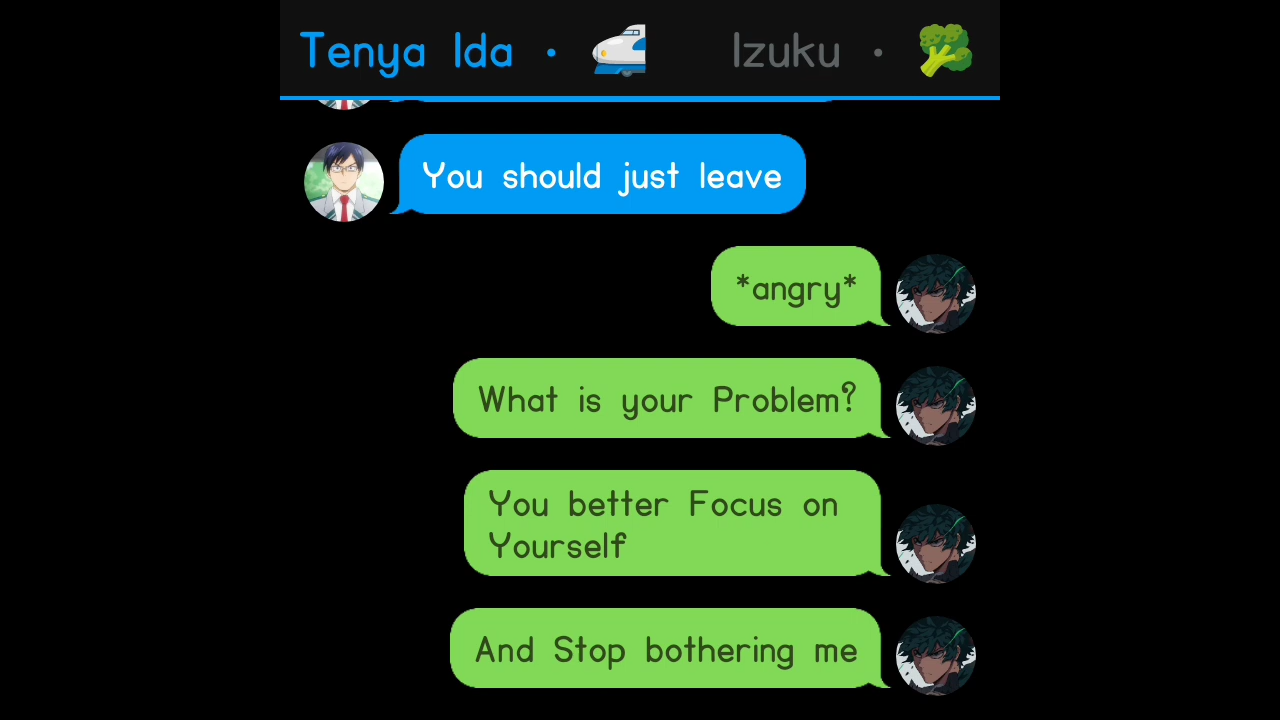 Tenya Ida · Izuku ·
You should just leave
*angry*
What is your Problem?
You better Focus on
Yourself
And Stop bothering me